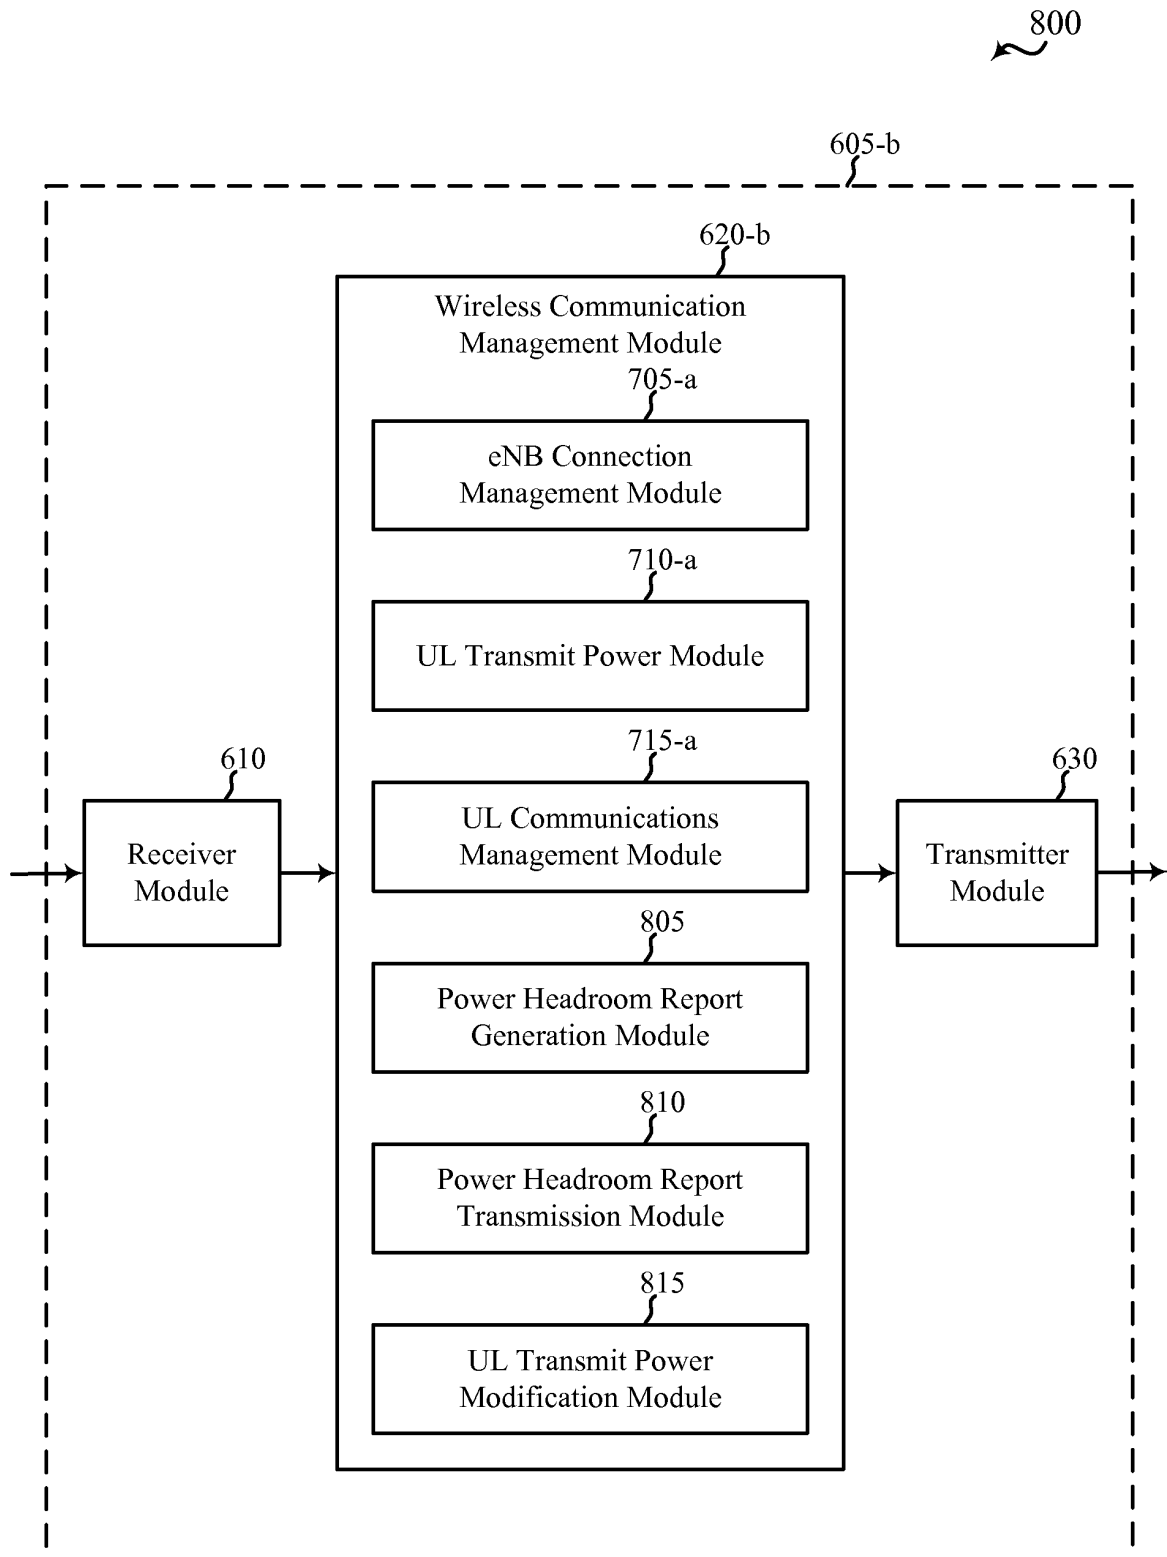 800
605-b
620-b
Wireless Communication
Management Module
705-a
eNB Connection
Management Module
710-a
UL Transmit Power Module
715-a
UL Communications
Management Module
610
Receiver
Module
630
Transmitter
Module
805
Power Headroom Report
Generation Module
810
Power Headroom Report
Transmission Module
815
UL Transmit Power
Modification Module